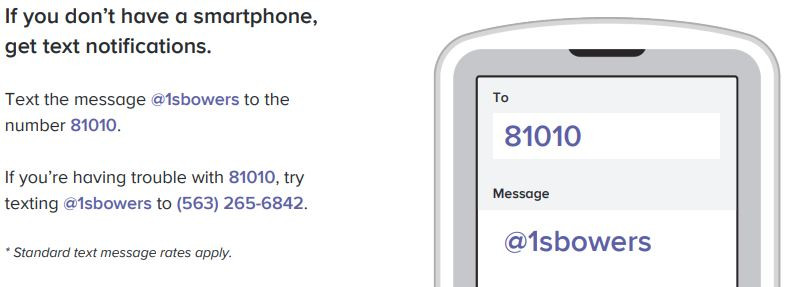 If you don’t have a smartphone,
get text notifications.
Text the message @1sbowers to the
number 81010.
If you’re having trouble with 81010, try
texting @1sbowers to (563) 265-6842.
* Standard text message rates apply.
To
81010
Message
@1sbowers